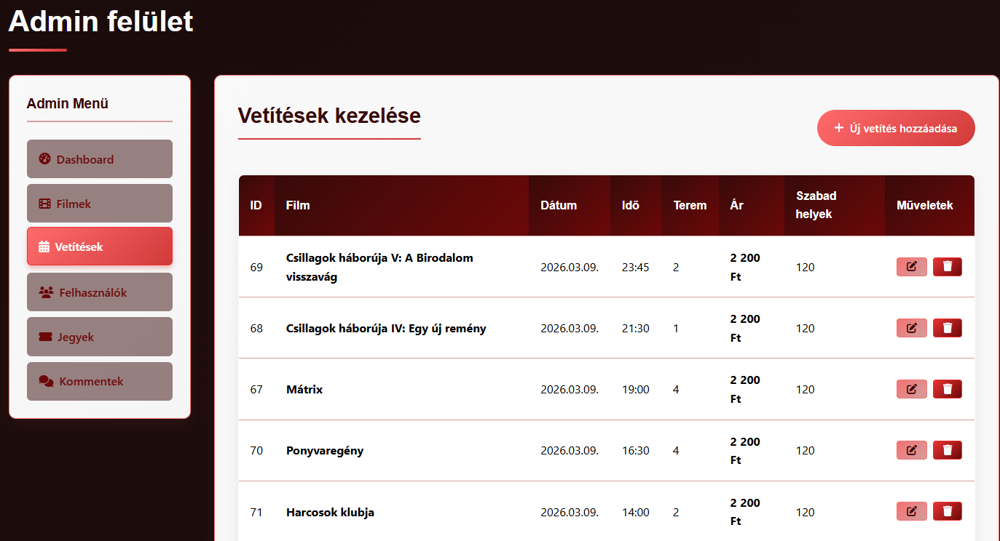 Admin felület
Admin Menü
Dashboard
Filmek
Vetítések
Felhasználók
Jegyek
Kommentek
Vetítések kezelése
+ Új vetítés hozzáadása
ID Film Dátum Idő Terem Ár Szabad helyek Műveletek
69 Csillagok háborúja V: A Birodalom visszavág 2026.03.09. 23:45 2 2 200 Ft 120
68 Csillagok háborúja IV: Egy új remény 2026.03.09. 21:30 1 2 200 Ft 120
67 Mátrix 2026.03.09. 19:00 4 2 200 Ft 120
70 Ponyvaregény 2026.03.09. 16:30 4 2 200 Ft 120
71 Harcosok klubja 2026.03.09. 14:00 2 2 200 Ft 120